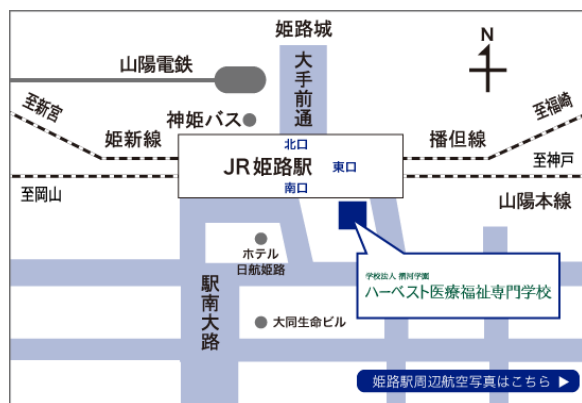 姫路城
N
山陽電鉄
大手前通
至新宮
至福崎
神姫バス
姫新線
北口
播但線
JR姫路駅
東口
至神戸
至岡山
南口
山陽本線
ホテル
日航姫路
学校法人 摺河学園
ハーベスト医療福祉専門学校
駅南大路
大同生命ビル
姫路駅周辺航空写真はこちら ▶